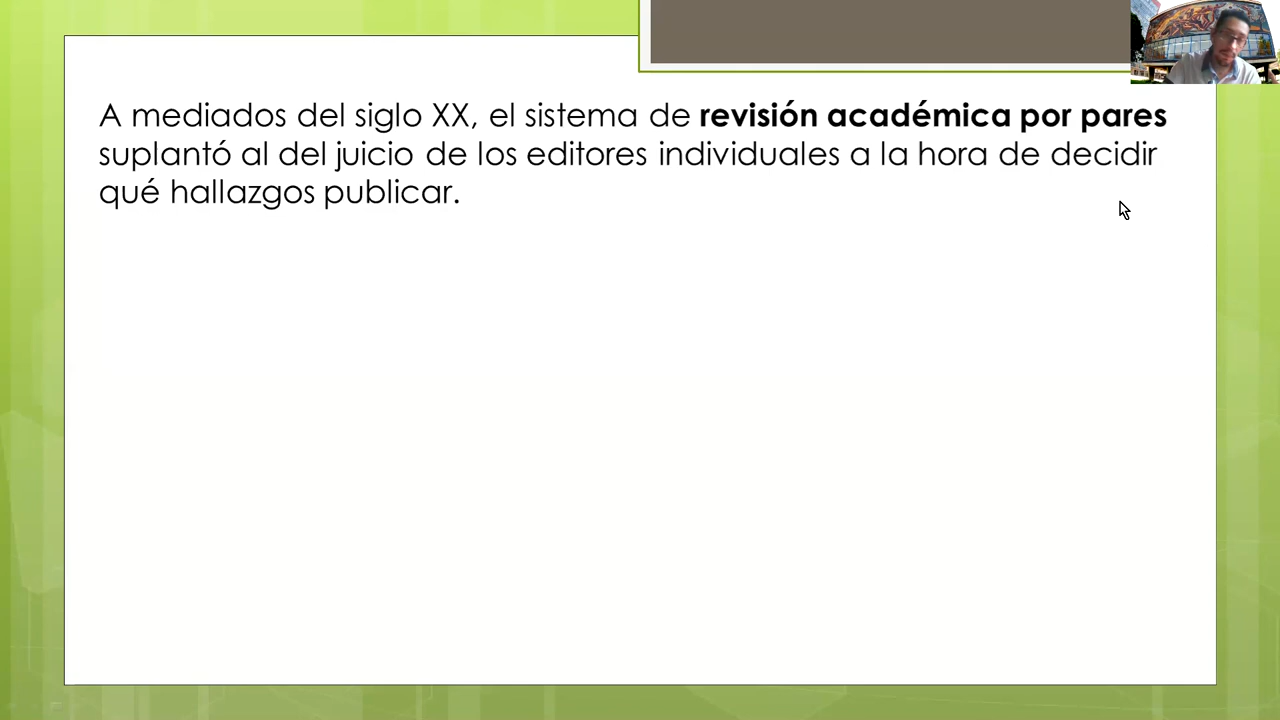 A mediados del siglo XX, el sistema de revisión académica por pares
suplantó al del juicio de los editores individuales a la hora de decidir
qué hallazgos publicar.